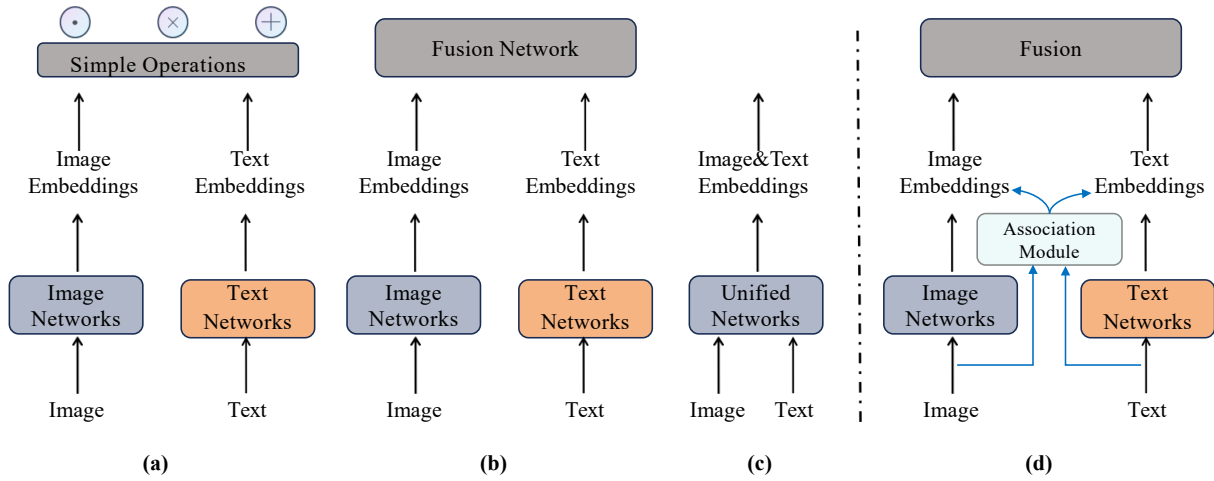 Simple Operations
Image
Embeddings
Text
Embeddings
Image
Networks
Text
Networks
Image
Text
(a)
Fusion Network
Image
Embeddings
Text
Embeddings
Image
Networks
Text
Networks
Image
Text
(b)
Image&Text
Embeddings
Unified
Networks
Image
Text
(c)
Fusion
Image
Embeddings
Text
Embeddings
Association
Module
Image
Networks
Text
Networks
Image
Text
(d)